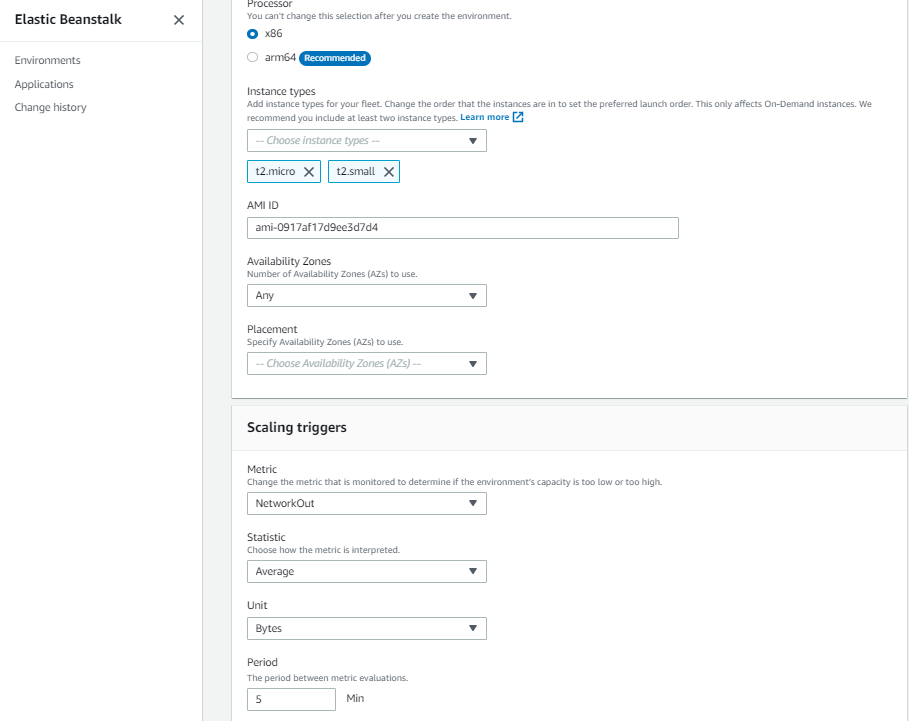 Elastic Beanstalk
Environments
Applications
Change history
Processor
You can't change this selection after you create the environment.
x86
arm64 Recommended
Instance types
Add instance types for your fleet. Change the order that the instances are in to set the preferred launch order. This only affects On-Demand instances. We
recommend you include at least two instance types. Learn more
-- Choose instance types --
t2.micro t2.small
AMI ID
ami-0917af17d9ee3d7d4
Availability Zones
Number of Availability Zones (AZs) to use.
Any
Placement
Specify Availability Zones (AZs) to use.
-- Choose Availability Zones (AZs) --
Scaling triggers
Metric
Change the metric that is monitored to determine if the environment's capacity is too low or too high.
NetworkOut
Statistic
Choose how the metric is interpreted.
Average
Unit
Bytes
Period
The period between metric evaluations.
5 Min